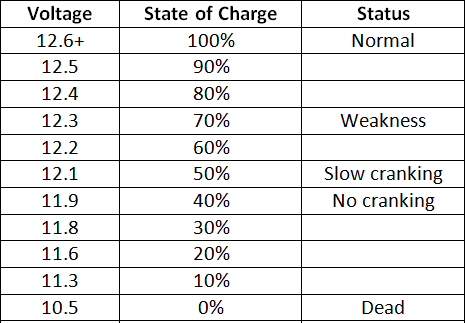 Voltage State of Charge Status
12.6+ 100% Normal
12.5 90%
12.4 80%
12.3 70% Weakness
12.2 60%
12.1 50% Slow cranking
11.9 40% No cranking
11.8 30%
11.6 20%
11.3 10%
10.5 0% Dead